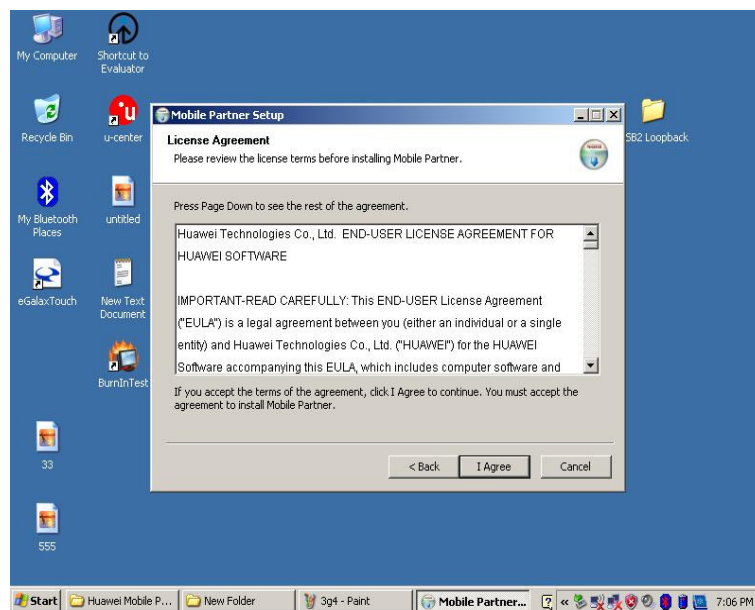 My Computer
Shortcut to
Evaluator
Recycle Bin
u-center
SB2 Loopback
My Bluetooth
Places
untitled
eGalaxTouch
New Text
Document
BurnInTest
33
555
Mobile Partner Setup
License Agreement
Please review the license terms before installing Mobile Partner.
Press Page Down to see the rest of the agreement.
Huawei Technologies Co., Ltd.  END-USER LICENSE AGREEMENT FOR
HUAWEI SOFTWARE
IMPORTANT-READ CAREFULLY: This END-USER License Agreement
("EULA") is a legal agreement between you (either an individual or a single
entity) and Huawei Technologies Co., Ltd. ("HUAWEI") for the HUAWEI
Software accompanying this EULA, which includes computer software and
If you accept the terms of the agreement, click I Agree to continue. You must accept the
agreement to install Mobile Partner.
< Back
I Agree
Cancel
Start
Huawei Mobile P...
New Folder
3g4 - Paint
Mobile Partner...
7:06 PM